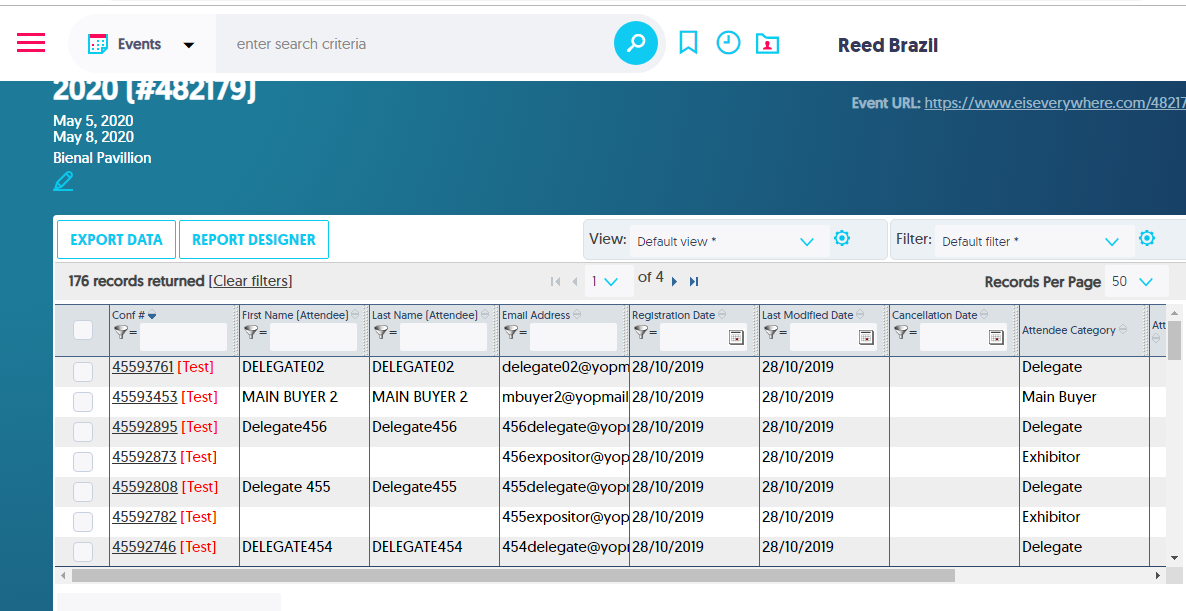 Events
enter search criteria
Reed Brazil
2020 (#482179)
Event URL: https://www.eiseverywhere.com/48217
May 5, 2020
May 8, 2020
Bienal Pavillion
EXPORT DATA REPORT DESIGNER View: Default view * Filter: Default filter *
176 records returned [Clear filters] 1 of 4 Records Per Page 50
Conf # First Name (Attendee) Last Name (Attendee) Email Address Registration Date Last Modified Date Cancellation Date Attendee Category Att
= = = = = = =
45593761 [Test] DELEGATE02 DELEGATE02 delegate02@yopm 28/10/2019 28/10/2019 Delegate
45593453 [Test] MAIN BUYER 2 MAIN BUYER 2 mbuyer2@yopmail 28/10/2019 28/10/2019 Main Buyer
45592895 [Test] Delegate456 Delegate456 456delegate@yop 28/10/2019 28/10/2019 Delegate
45592873 [Test] 456expositor@yop 28/10/2019 28/10/2019 Exhibitor
45592808 [Test] Delegate 455 Delegate455 455delegate@yop 28/10/2019 28/10/2019 Delegate
45592782 [Test] 455expositor@yop 28/10/2019 28/10/2019 Exhibitor
45592746 [Test] DELEGATE454 DELEGATE454 454delegate@yop 28/10/2019 28/10/2019 Delegate